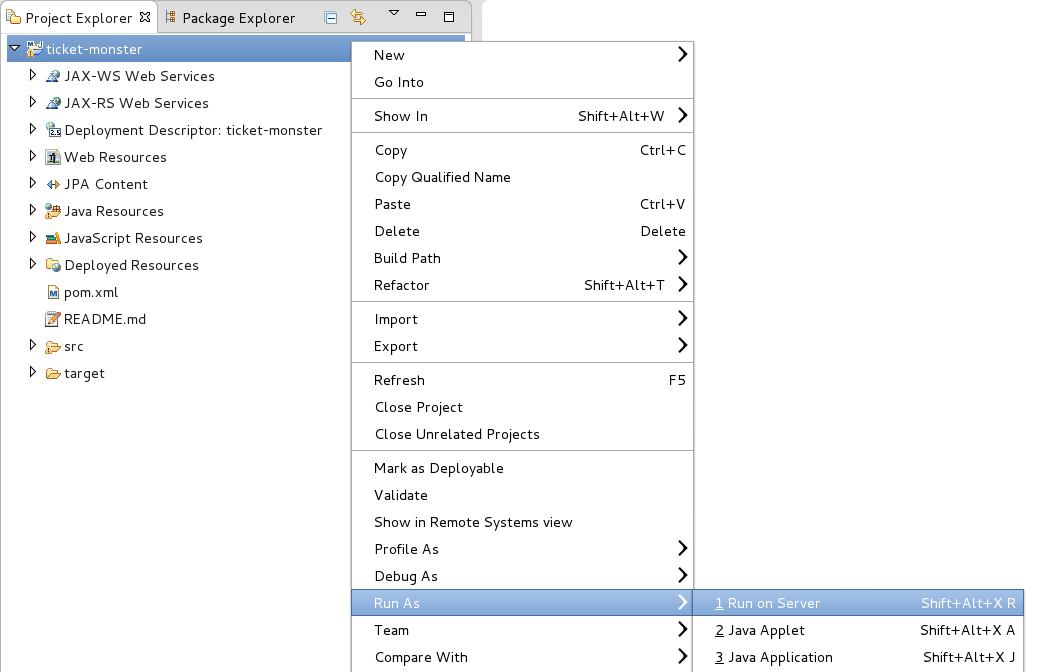 Project Explorer
Package Explorer
ticket-monster
JAX-WS Web Services
JAX-RS Web Services
Deployment Descriptor: ticket-monster
Web Resources
JPA Content
Java Resources
JavaScript Resources
Deployed Resources
pom.xml
README.md
src
target
New
Go Into
Show In Shift+Alt+W
Copy Ctrl+C
Copy Qualified Name
Paste Ctrl+V
Delete Delete
Build Path
Refactor Shift+Alt+T
Import
Export
Refresh F5
Close Project
Close Unrelated Projects
Mark as Deployable
Validate
Show in Remote Systems view
Profile As
Debug As
Run As
Team
Compare With
1 Run on Server Shift+Alt+X R
2 Java Applet Shift+Alt+X A
3 Java Application Shift+Alt+X J